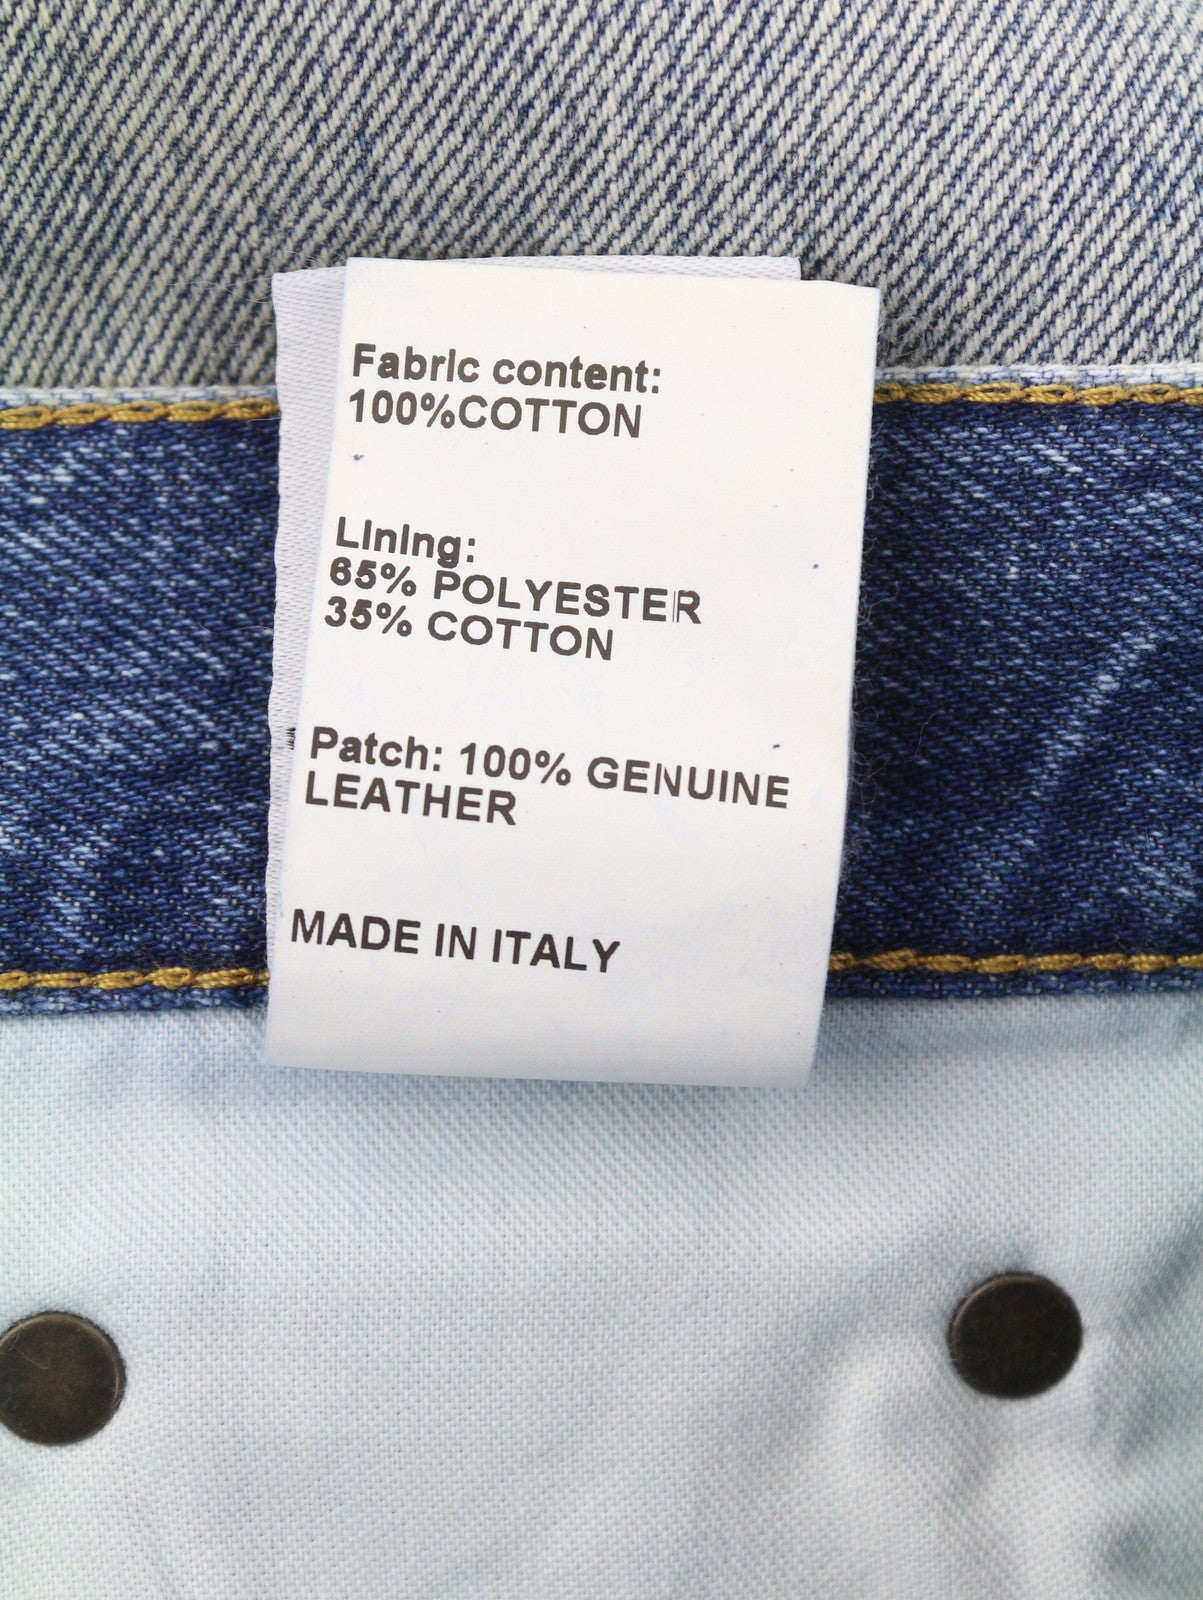 Fabric content:
100%COTTON
Lining:
65% POLYESTER
35% COTTON
Patch: 100% GENUINE
LEATHER
MADE IN ITALY